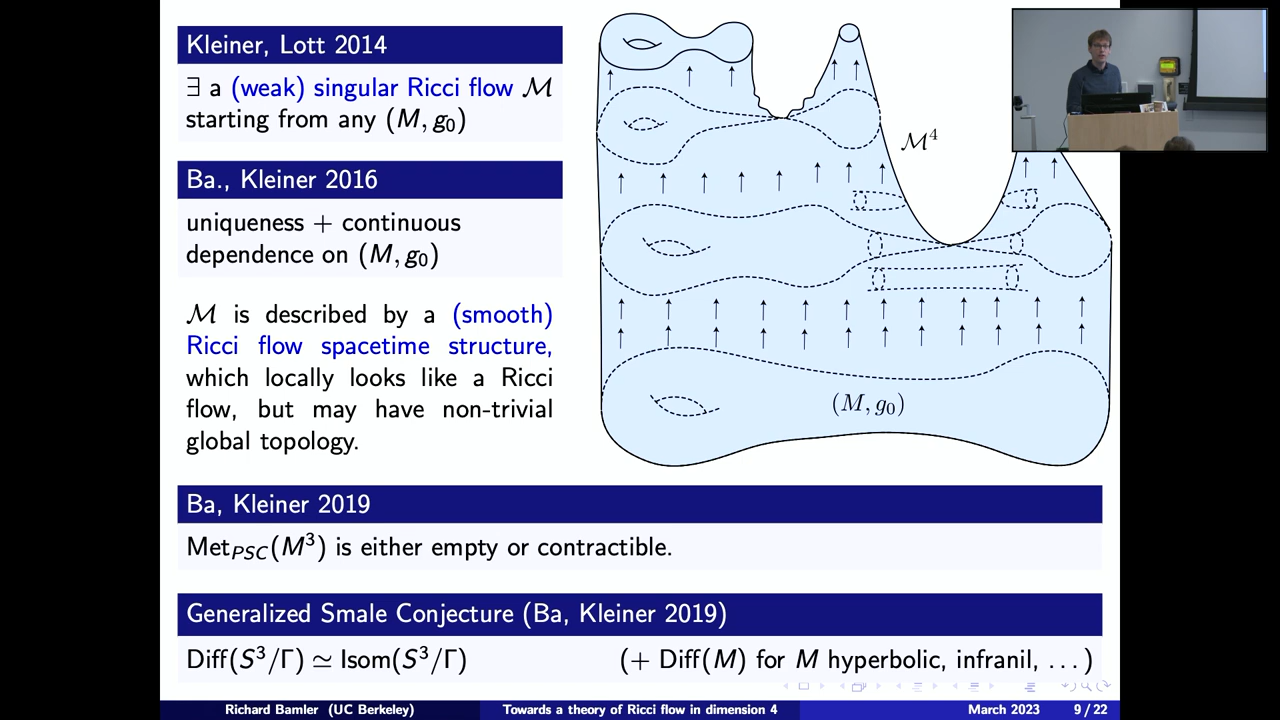 Kleiner, Lott 2014
∃ a (weak) singular Ricci flow ℳ
starting from any (M, g₀)
Ba., Kleiner 2016
uniqueness + continuous
dependence on (M, g₀)
ℳ is described by a (smooth)
Ricci flow spacetime structure,
which locally looks like a Ricci
flow, but may have non-trivial
global topology.
ℳ⁴
(M, g₀)
Ba, Kleiner 2019
Met_PSC(M³) is either empty or contractible.
Generalized Smale Conjecture (Ba, Kleiner 2019)
Diff(S³/Γ) ≃ Isom(S³/Γ) (+ Diff(M) for M hyperbolic, infranil, ...)
Richard Bamler (UC Berkeley) Towards a theory of Ricci flow in dimension 4 March 2023 9 / 22